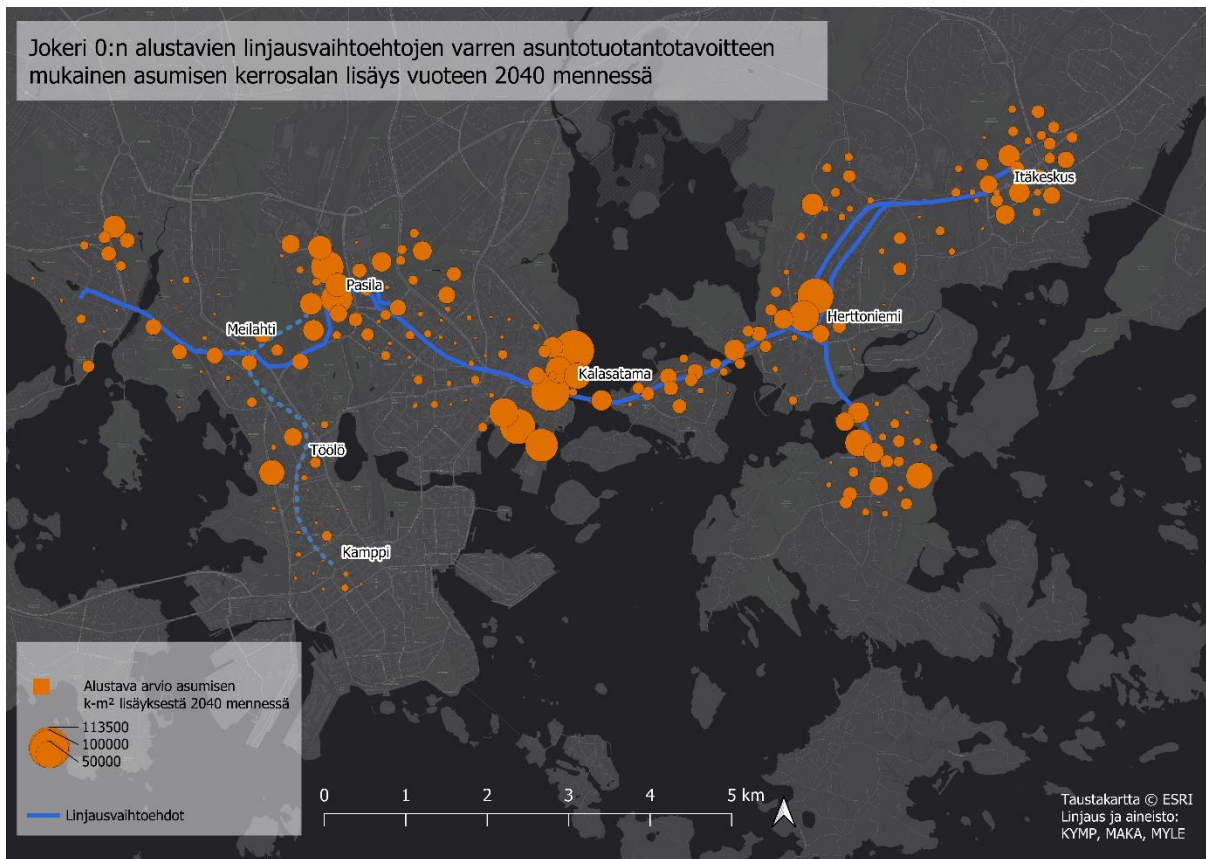 Jokeri 0:n alustavien linjausvaihtoehtojen varren asuntotuotantotavoitteen
mukainen asumisen kerrosalan lisäys vuoteen 2040 mennessä
Itäkeskus
Pasila
Meilahti
Herttoniemi
Kalasatama
Töölö
Kamppi
Alustava arvio asumisen
k-m² lisäyksestä 2040 mennessä
113500
100000
50000
Linjausvaihtoehdot
0 1 2 3 4 5 km
Taustakartta © ESRI
Linjaus ja aineisto:
KYMP, MAKA, MYLE